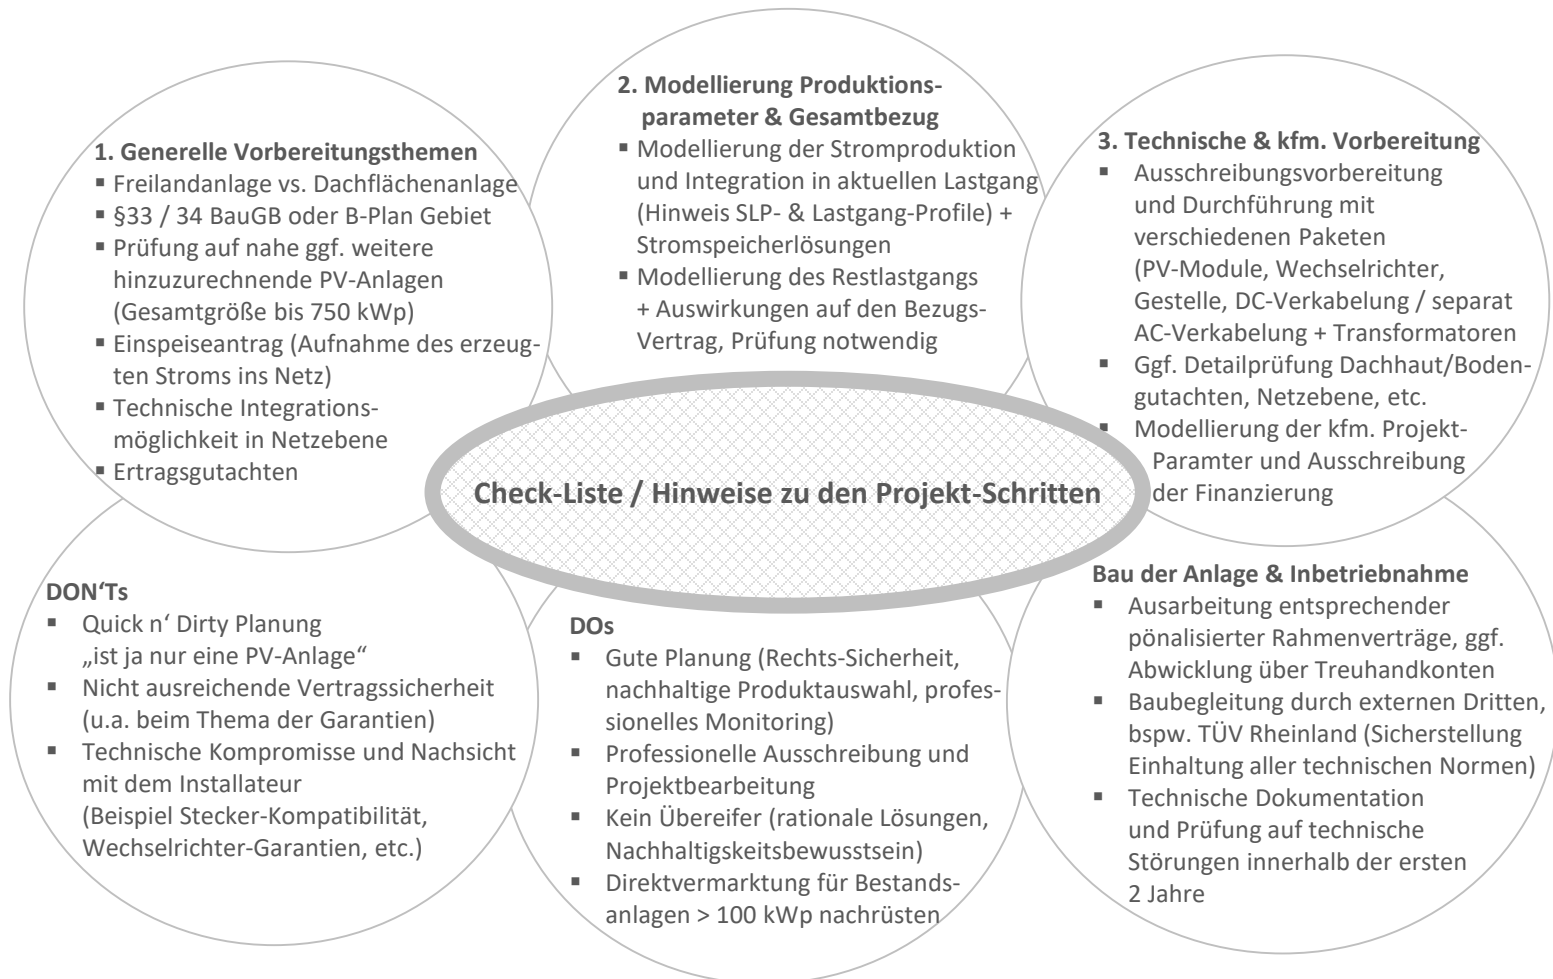 1. Generelle Vorbereitungsthemen
▪ Freilandanlage vs. Dachflächenanlage
▪ §33 / 34 BauGB oder B-Plan Gebiet
▪ Prüfung auf nahe ggf. weitere
hinzuzurechnende PV-Anlagen
(Gesamtgröße bis 750 kWp)
▪ Einspeiseantrag (Aufnahme des erzeug-
ten Stroms ins Netz)
▪ Technische Integrations-
möglichkeit in Netzebene
▪ Ertragsgutachten
2. Modellierung Produktions-
parameter & Gesamtbezug
▪ Modellierung der Stromproduktion
und Integration in aktuellen Lastgang
(Hinweis SLP- & Lastgang-Profile) +
Stromspeicherlösungen
▪ Modellierung des Restlastgangs
+ Auswirkungen auf den Bezugs-
Vertrag, Prüfung notwendig
3. Technische & kfm. Vorbereitung
▪ Ausschreibungsvorbereitung
und Durchführung mit
verschiedenen Paketen
(PV-Module, Wechselrichter,
Gestelle, DC-Verkabelung / separat
AC-Verkabelung + Transformatoren
▪ Ggf. Detailprüfung Dachhaut/Boden-
gutachten, Netzebene, etc.
▪ Modellierung der kfm. Projekt-
Paramter und Ausschreibung
der Finanzierung
Check-Liste / Hinweise zu den Projekt-Schritten
DON‘Ts
▪ Quick n‘ Dirty Planung
„ist ja nur eine PV-Anlage“
▪ Nicht ausreichende Vertragssicherheit
(u.a. beim Thema der Garantien)
▪ Technische Kompromisse und Nachsicht
mit dem Installateur
(Beispiel Stecker-Kompatibilität,
Wechselrichter-Garantien, etc.)
DOs
▪ Gute Planung (Rechts-Sicherheit,
nachhaltige Produktauswahl, profes-
sionelles Monitoring)
▪ Professionelle Ausschreibung und
Projektbearbeitung
▪ Kein Übereifer (rationale Lösungen,
Nachhaltigskeitsbewusstsein)
▪ Direktvermarktung für Bestands-
anlagen > 100 kWp nachrüsten
Bau der Anlage & Inbetriebnahme
▪ Ausarbeitung entsprechender
pönalisierter Rahmenverträge, ggf.
Abwicklung über Treuhandkonten
▪ Baubegleitung durch externen Dritten,
bspw. TÜV Rheinland (Sicherstellung
Einhaltung aller technischen Normen)
▪ Technische Dokumentation
und Prüfung auf technische
Störungen innerhalb der ersten
2 Jahre